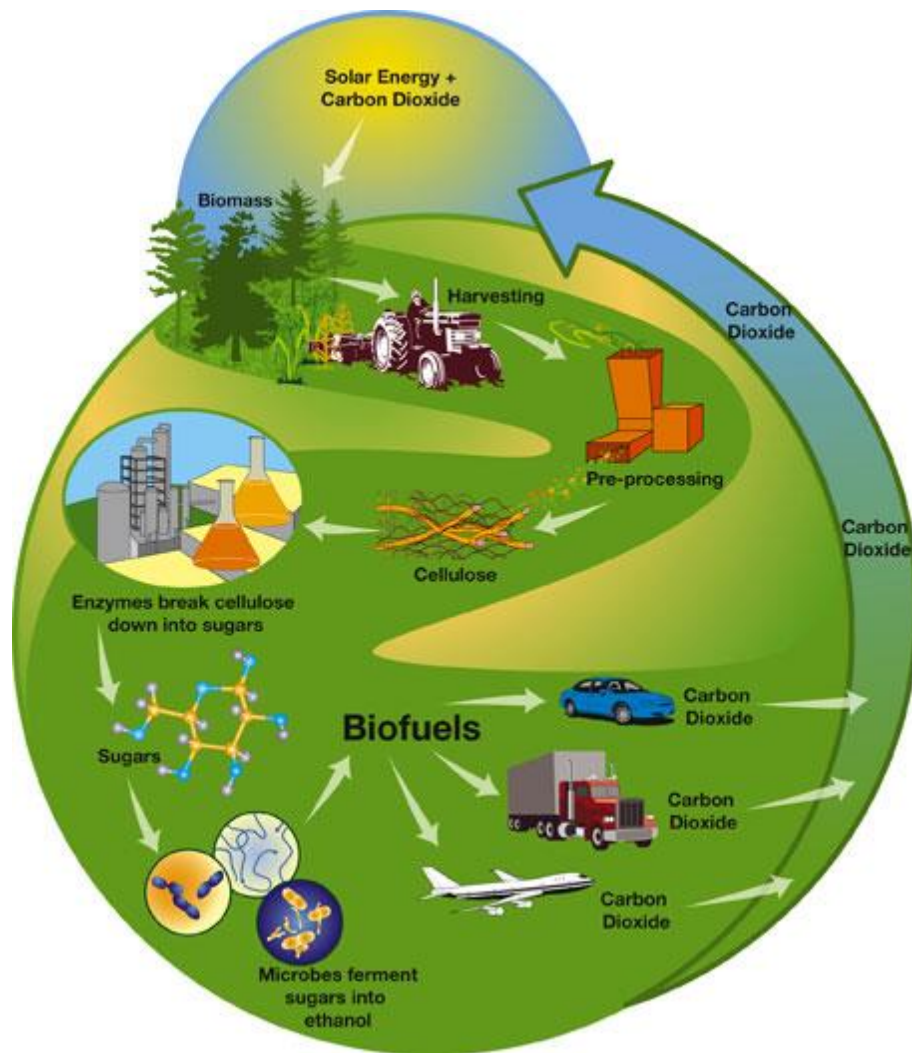 Solar Energy +
Carbon Dioxide
Biomass
Harvesting
Carbon
Dioxide
Pre-processing
Carbon
Dioxide
Cellulose
Enzymes break cellulose
down into sugars
Sugars
Biofuels
Carbon
Dioxide
Carbon
Dioxide
Carbon
Dioxide
Microbes ferment
sugars into
ethanol